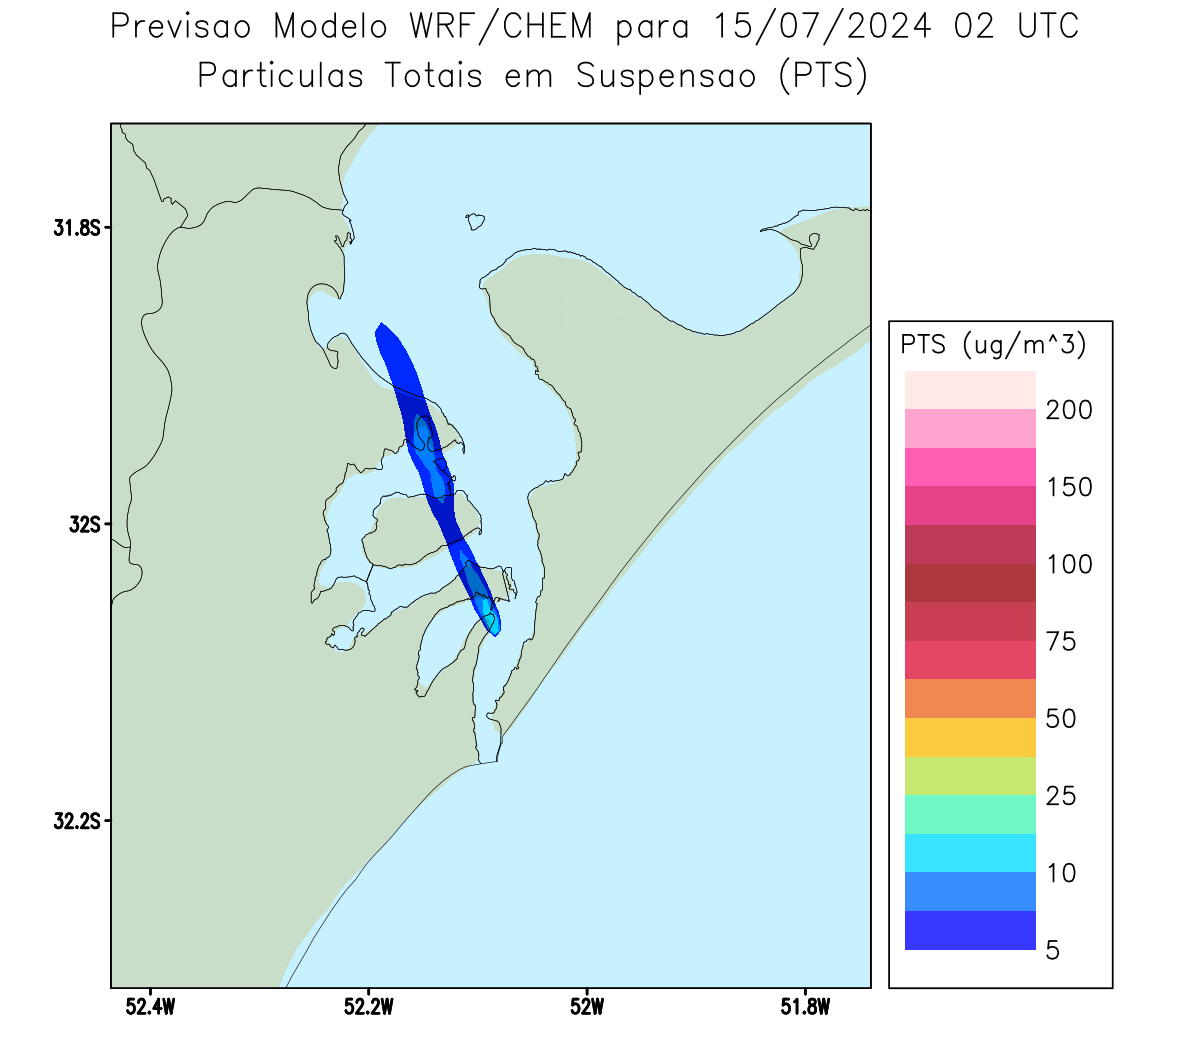 Previsao Modelo WRF/CHEM para 15/07/2024 02 UTC
Particulas Totais em Suspensao (PTS)
31.8S
32S
32.2S
52.4W
52.2W
52W
51.8W
PTS (ug/m^3)
200
150
100
75
50
25
10
5